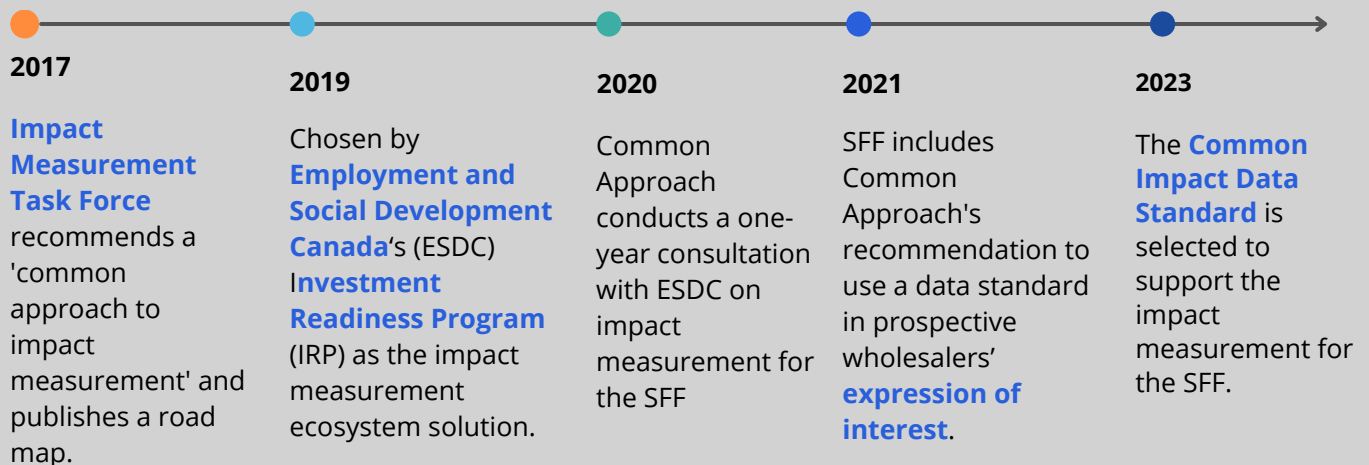 2017
Impact
Measurement
Task Force
recommends a
'common
approach to
impact
measurement' and
publishes a road
map.
2019
Chosen by
Employment and
Social Development
Canada‘s (ESDC)
Investment
Readiness Program
(IRP) as the impact
measurement
ecosystem solution.
2020
Common
Approach
conducts a one-
year consultation
with ESDC on
impact
measurement for
the SFF
2021
SFF includes
Common
Approach's
recommendation to
use a data standard
in prospective
wholesalers’
expression of
interest.
2023
The Common
Impact Data
Standard is
selected to
support the
impact
measurement for
the SFF.